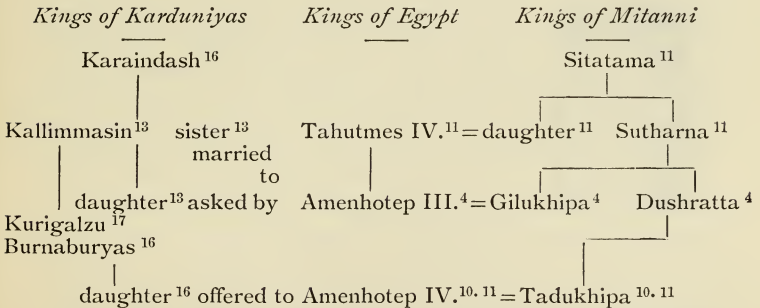 Kings of Karduniyas Kings of Egypt Kings of Mitanni
Karaindash 16 Sitatama 11
Kallimmasin 13 sister 13 Tahutmes IV. 11 = daughter 11 Sutharna 11
married
to
daughter 13 asked by Amenhotep III. 4 = Gilukhipa 4 Dushratta 4
Kurigalzu 17
Burnaburyas 16
daughter 16 offered to Amenhotep IV. 10. 11 = Tadukhipa 10. 11